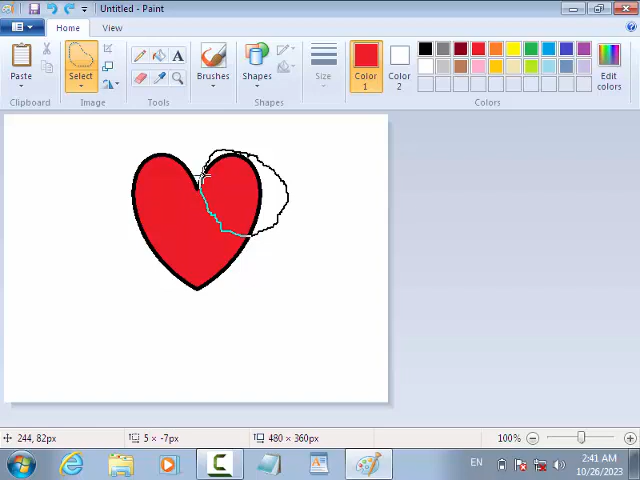 Untitled - Paint
Home
View
Paste
Select
Brushes
Shapes
Size
Color 1
Color 2
Edit colors
Clipboard
Image
Tools
Shapes
Colors
244, 82px
5 × -7px
480 × 360px
100%
EN
2:41 AM
10/26/2023